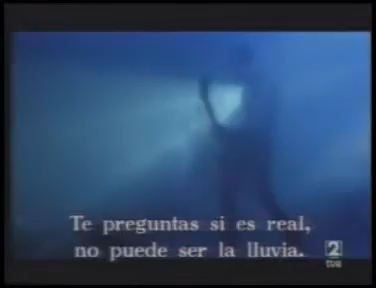 Te preguntas si es real,
no puede ser la lluvia.
2
tve